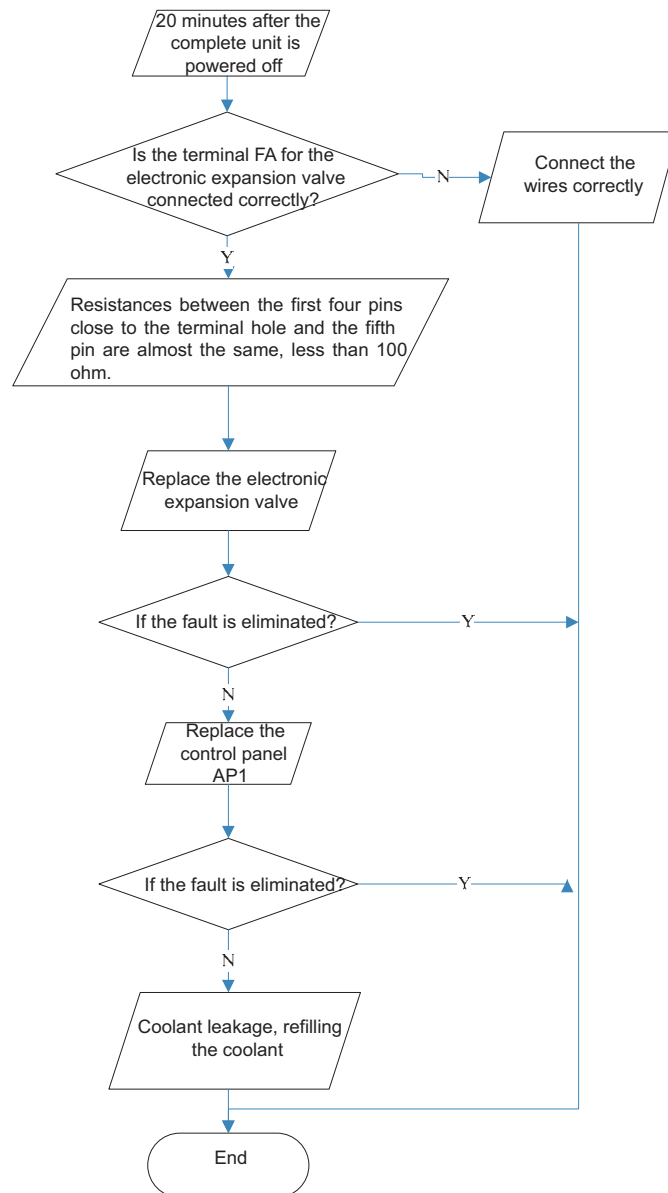 20 minutes after the
complete unit is
powered off
Is the terminal FA for the
electronic expansion valve
connected correctly?
N
Connect the
wires correctly
Y
Resistances between the first four pins
close to the terminal hole and the fifth
pin are almost the same, less than 100
ohm.
Replace the electronic
expansion valve
If the fault is eliminated?
Y
N
Replace the
control panel
AP1
If the fault is eliminated?
Y
N
Coolant leakage, refilling
the coolant
End